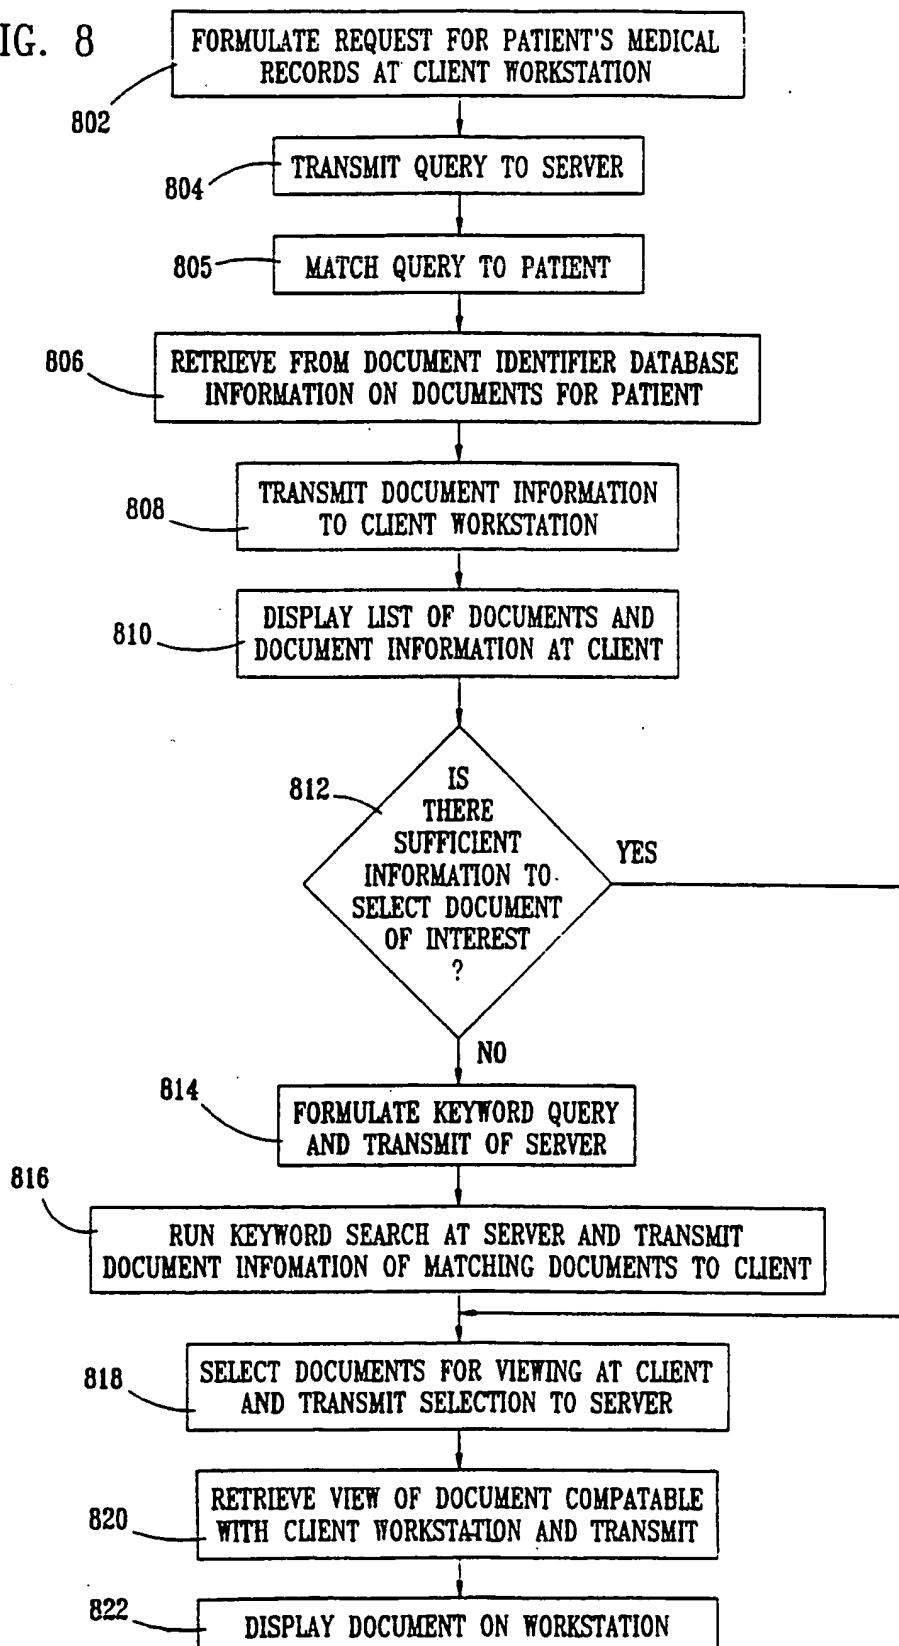 IG. 8
FORMULATE REQUEST FOR PATIENT'S MEDICAL
RECORDS AT CLIENT WORKSTATION
802
TRANSMIT QUERY TO SERVER
804
MATCH QUERY TO PATIENT
805
RETRIEVE FROM DOCUMENT IDENTIFIER DATABASE
INFORMATION ON DOCUMENTS FOR PATIENT
806
TRANSMIT DOCUMENT INFORMATION
TO CLIENT WORKSTATION
808
DISPLAY LIST OF DOCUMENTS AND
DOCUMENT INFORMATION AT CLIENT
810
812
IS
THERE
SUFFICIENT
INFORMATION TO
SELECT DOCUMENT
OF INTEREST
?
YES
NO
814
FORMULATE KEYWORD QUERY
AND TRANSMIT OF SERVER
816
RUN KEYWORD SEARCH AT SERVER AND TRANSMIT
DOCUMENT INFOMATION OF MATCHING DOCUMENTS TO CLIENT
818
SELECT DOCUMENTS FOR VIEWING AT CLIENT
AND TRANSMIT SELECTION TO SERVER
820
RETRIEVE VIEW OF DOCUMENT COMPATABLE
WITH CLIENT WORKSTATION AND TRANSMIT
822
DISPLAY DOCUMENT ON WORKSTATION